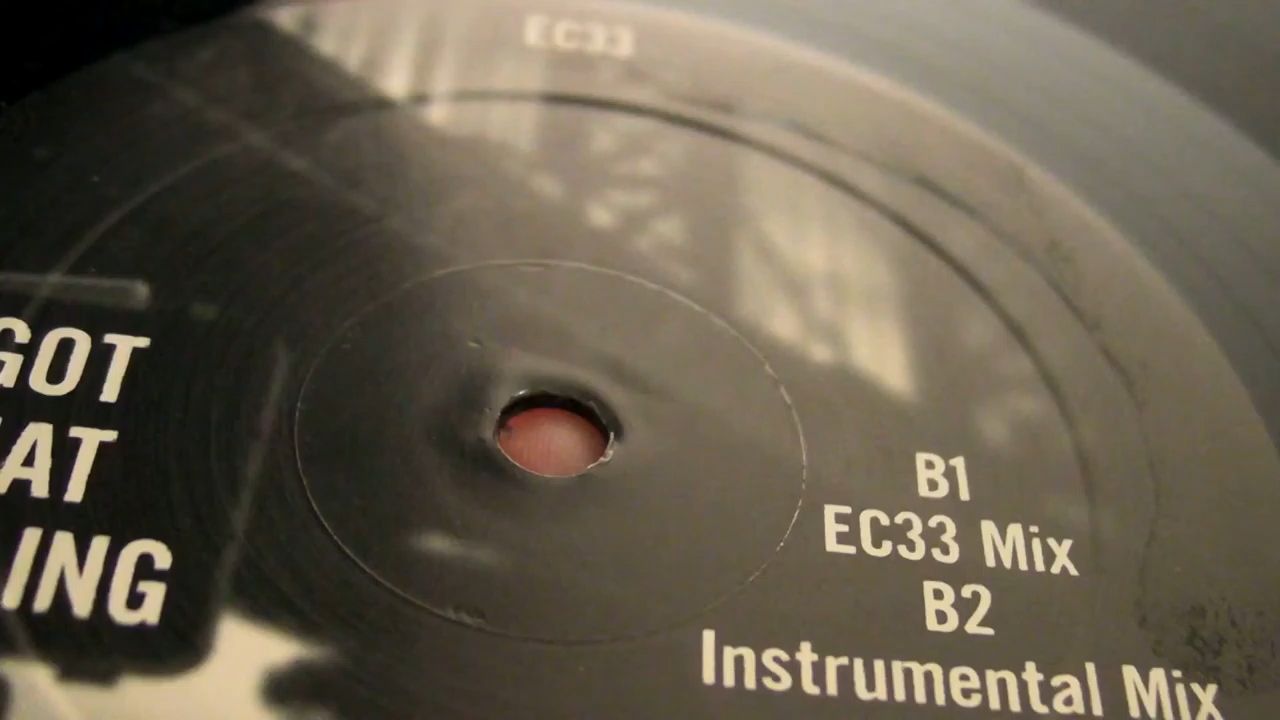 EC33
GOT
AT
ING
B1
EC33 Mix
B2
Instrumental Mix